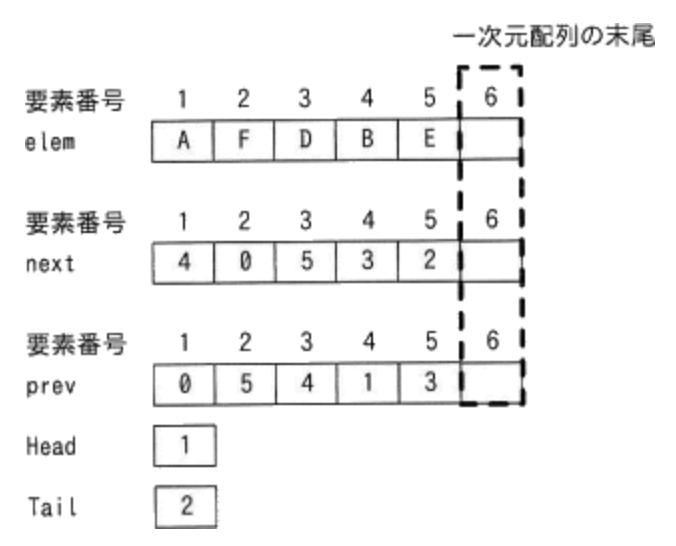 一次元配列の末尾
要素番号 1 2 3 4 5 6
elem A F D B E
要素番号 1 2 3 4 5 6
next 4 0 5 3 2
要素番号 1 2 3 4 5 6
prev 0 5 4 1 3
Head 1
Tail 2